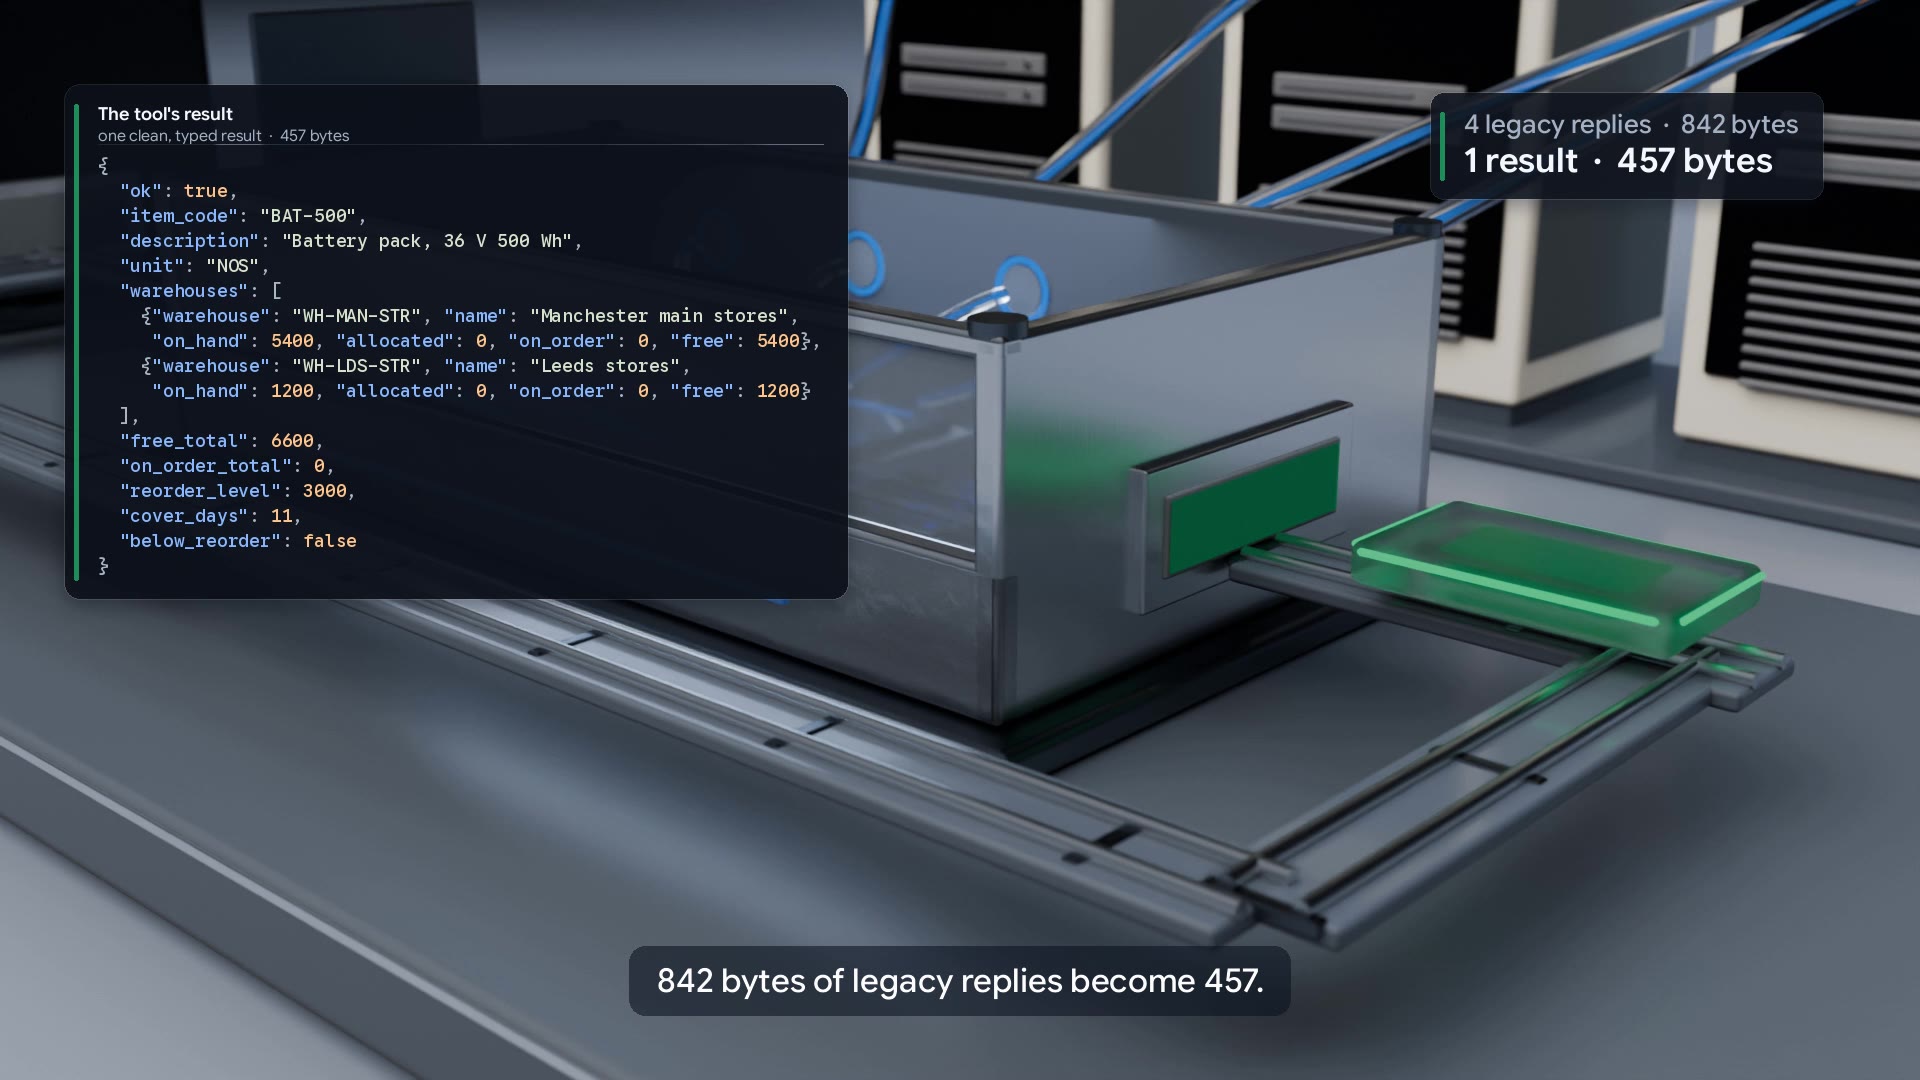 The tool's result
one clean, typed result · 457 bytes
{
  "ok": true,
  "item_code": "BAT-500",
  "description": "Battery pack, 36 V 500 Wh",
  "unit": "NOS",
  "warehouses": [
    {"warehouse": "WH-MAN-STR", "name": "Manchester main stores",
     "on_hand": 5400, "allocated": 0, "on_order": 0, "free": 5400},
    {"warehouse": "WH-LDS-STR", "name": "Leeds stores",
     "on_hand": 1200, "allocated": 0, "on_order": 0, "free": 1200}
  ],
  "free_total": 6600,
  "on_order_total": 0,
  "reorder_level": 3000,
  "cover_days": 11,
  "below_reorder": false
}
4 legacy replies · 842 bytes
1 result · 457 bytes
842 bytes of legacy replies become 457.